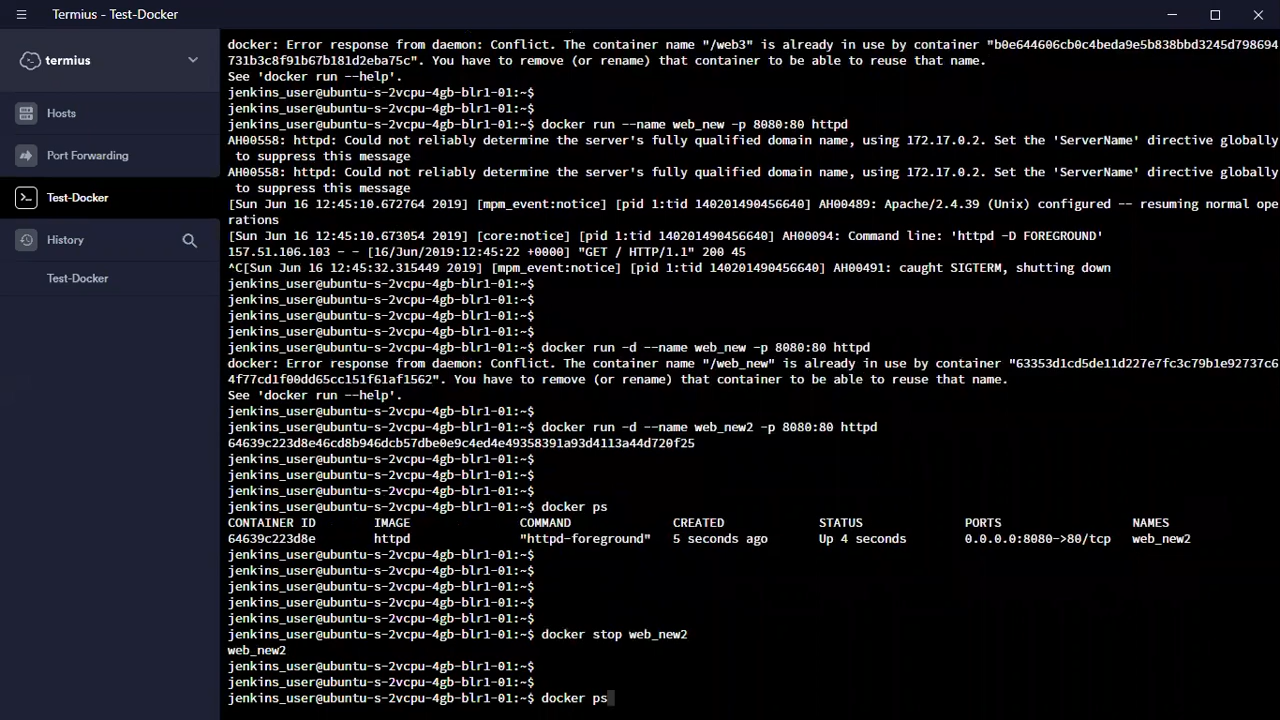 Termius - Test-Docker
termius
Hosts
Port Forwarding
Test-Docker
History
Test-Docker
docker: Error response from daemon: Conflict. The container name "/web3" is already in use by container "b0e644606cb0c4beda9e5b838bbd3245d798694
731b3c8f91b67b181d2eba75c". You have to remove (or rename) that container to be able to reuse that name.
See 'docker run --help'.
jenkins_user@ubuntu-s-2vcpu-4gb-blr1-01:~$
jenkins_user@ubuntu-s-2vcpu-4gb-blr1-01:~$
jenkins_user@ubuntu-s-2vcpu-4gb-blr1-01:~$ docker run --name web_new -p 8080:80 httpd
AH00558: httpd: Could not reliably determine the server's fully qualified domain name, using 172.17.0.2. Set the 'ServerName' directive globally
 to suppress this message
AH00558: httpd: Could not reliably determine the server's fully qualified domain name, using 172.17.0.2. Set the 'ServerName' directive globally
 to suppress this message
[Sun Jun 16 12:45:10.672764 2019] [mpm_event:notice] [pid 1:tid 140201490456640] AH00489: Apache/2.4.39 (Unix) configured -- resuming normal ope
rations
[Sun Jun 16 12:45:10.673054 2019] [core:notice] [pid 1:tid 140201490456640] AH00094: Command line: 'httpd -D FOREGROUND'
157.51.106.103 - - [16/Jun/2019:12:45:22 +0000] "GET / HTTP/1.1" 200 45
^C[Sun Jun 16 12:45:32.315449 2019] [mpm_event:notice] [pid 1:tid 140201490456640] AH00491: caught SIGTERM, shutting down
jenkins_user@ubuntu-s-2vcpu-4gb-blr1-01:~$
jenkins_user@ubuntu-s-2vcpu-4gb-blr1-01:~$
jenkins_user@ubuntu-s-2vcpu-4gb-blr1-01:~$
jenkins_user@ubuntu-s-2vcpu-4gb-blr1-01:~$
jenkins_user@ubuntu-s-2vcpu-4gb-blr1-01:~$ docker run -d --name web_new -p 8080:80 httpd
docker: Error response from daemon: Conflict. The container name "/web_new" is already in use by container "63353d1cd5de11d227e7fc3c79b1e92737c6
4f77cd1f00dd65cc151f61af1562". You have to remove (or rename) that container to be able to reuse that name.
See 'docker run --help'.
jenkins_user@ubuntu-s-2vcpu-4gb-blr1-01:~$
jenkins_user@ubuntu-s-2vcpu-4gb-blr1-01:~$ docker run -d --name web_new2 -p 8080:80 httpd
64639c223d8e46cd8b946dcb57dbe0e9c4ed4e49358391a93d4113a44d720f25
jenkins_user@ubuntu-s-2vcpu-4gb-blr1-01:~$
jenkins_user@ubuntu-s-2vcpu-4gb-blr1-01:~$
jenkins_user@ubuntu-s-2vcpu-4gb-blr1-01:~$
jenkins_user@ubuntu-s-2vcpu-4gb-blr1-01:~$ docker ps
CONTAINER ID IMAGE COMMAND CREATED STATUS PORTS NAMES
64639c223d8e httpd "httpd-foreground" 5 seconds ago Up 4 seconds 0.0.0.0:8080->80/tcp web_new2
jenkins_user@ubuntu-s-2vcpu-4gb-blr1-01:~$
jenkins_user@ubuntu-s-2vcpu-4gb-blr1-01:~$
jenkins_user@ubuntu-s-2vcpu-4gb-blr1-01:~$
jenkins_user@ubuntu-s-2vcpu-4gb-blr1-01:~$
jenkins_user@ubuntu-s-2vcpu-4gb-blr1-01:~$
jenkins_user@ubuntu-s-2vcpu-4gb-blr1-01:~$ docker stop web_new2
web_new2
jenkins_user@ubuntu-s-2vcpu-4gb-blr1-01:~$
jenkins_user@ubuntu-s-2vcpu-4gb-blr1-01:~$
jenkins_user@ubuntu-s-2vcpu-4gb-blr1-01:~$ docker ps